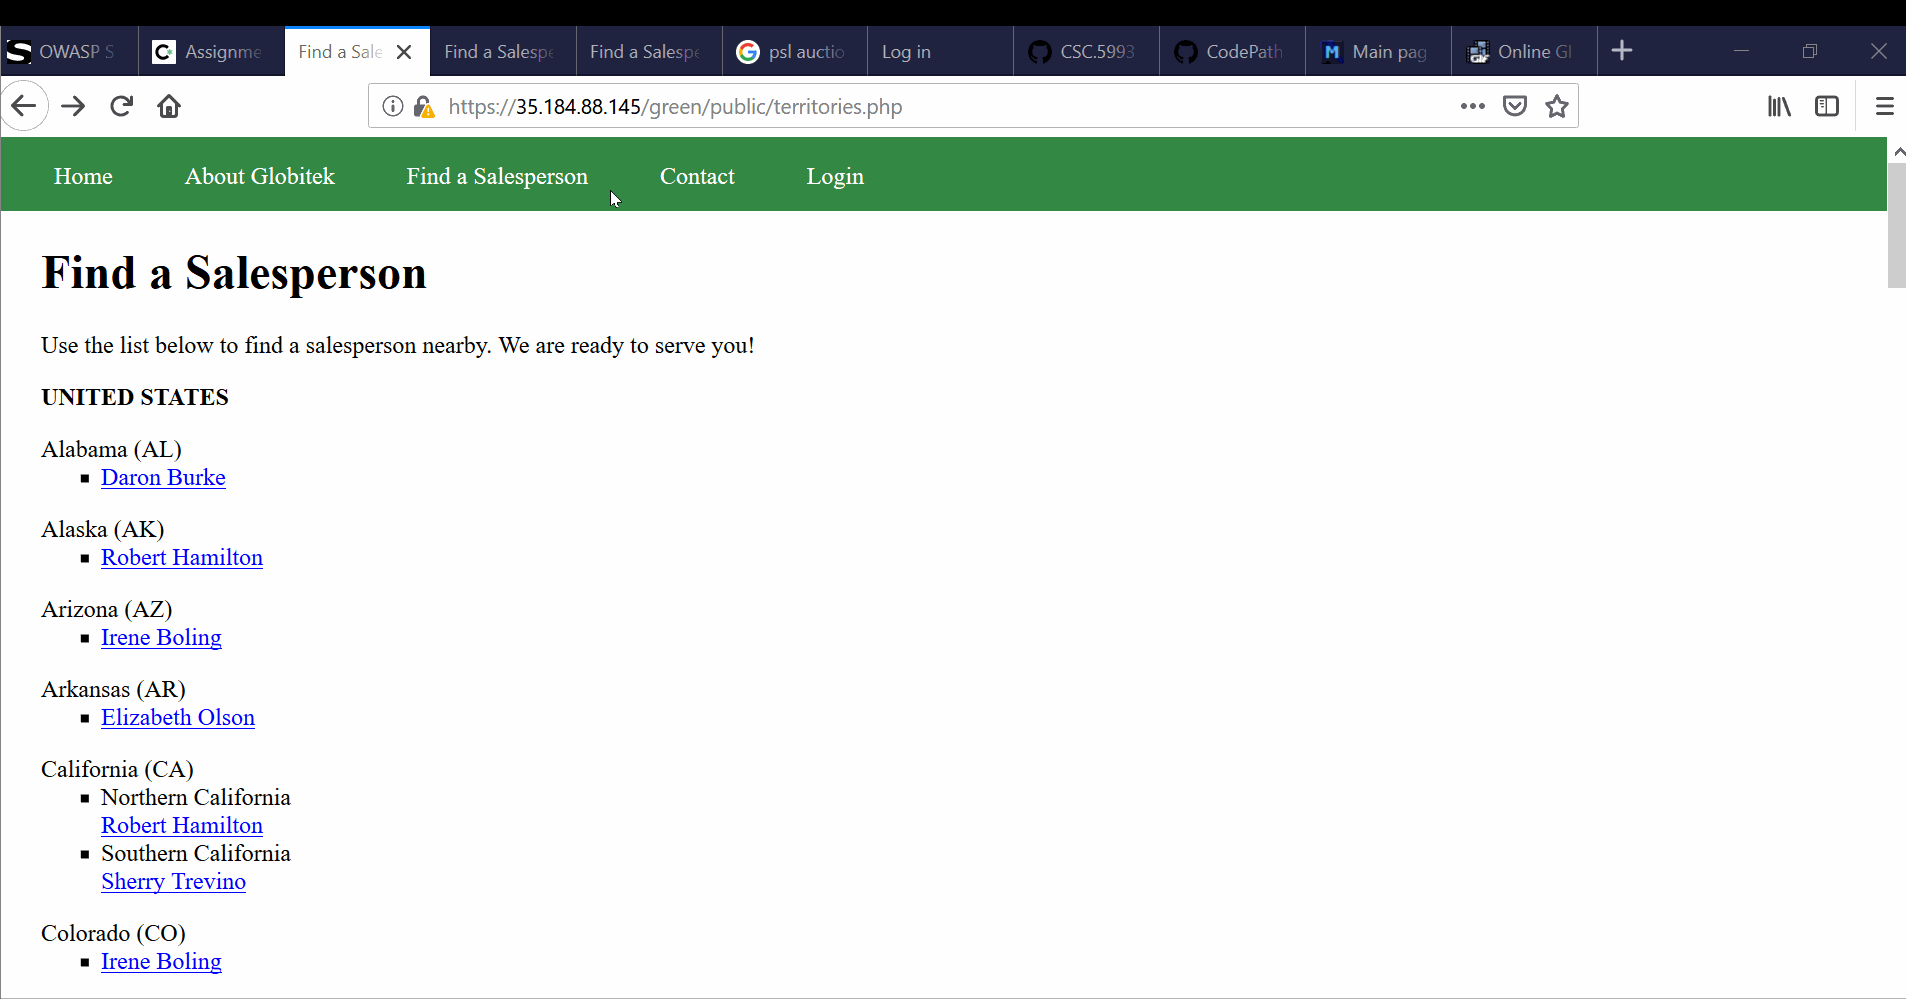 OWASP S
Assignme
Find a Sale
Find a Salespe
Find a Salespe
psl auctio
Log in
CSC.5993
CodePath
Main pag
Online GI
https://35.184.88.145/green/public/territories.php
Home
About Globitek
Find a Salesperson
Contact
Login
Find a Salesperson
Use the list below to find a salesperson nearby. We are ready to serve you!
UNITED STATES
Alabama (AL)
Daron Burke
Alaska (AK)
Robert Hamilton
Arizona (AZ)
Irene Boling
Arkansas (AR)
Elizabeth Olson
California (CA)
Northern California
Robert Hamilton
Southern California
Sherry Trevino
Colorado (CO)
Irene Boling